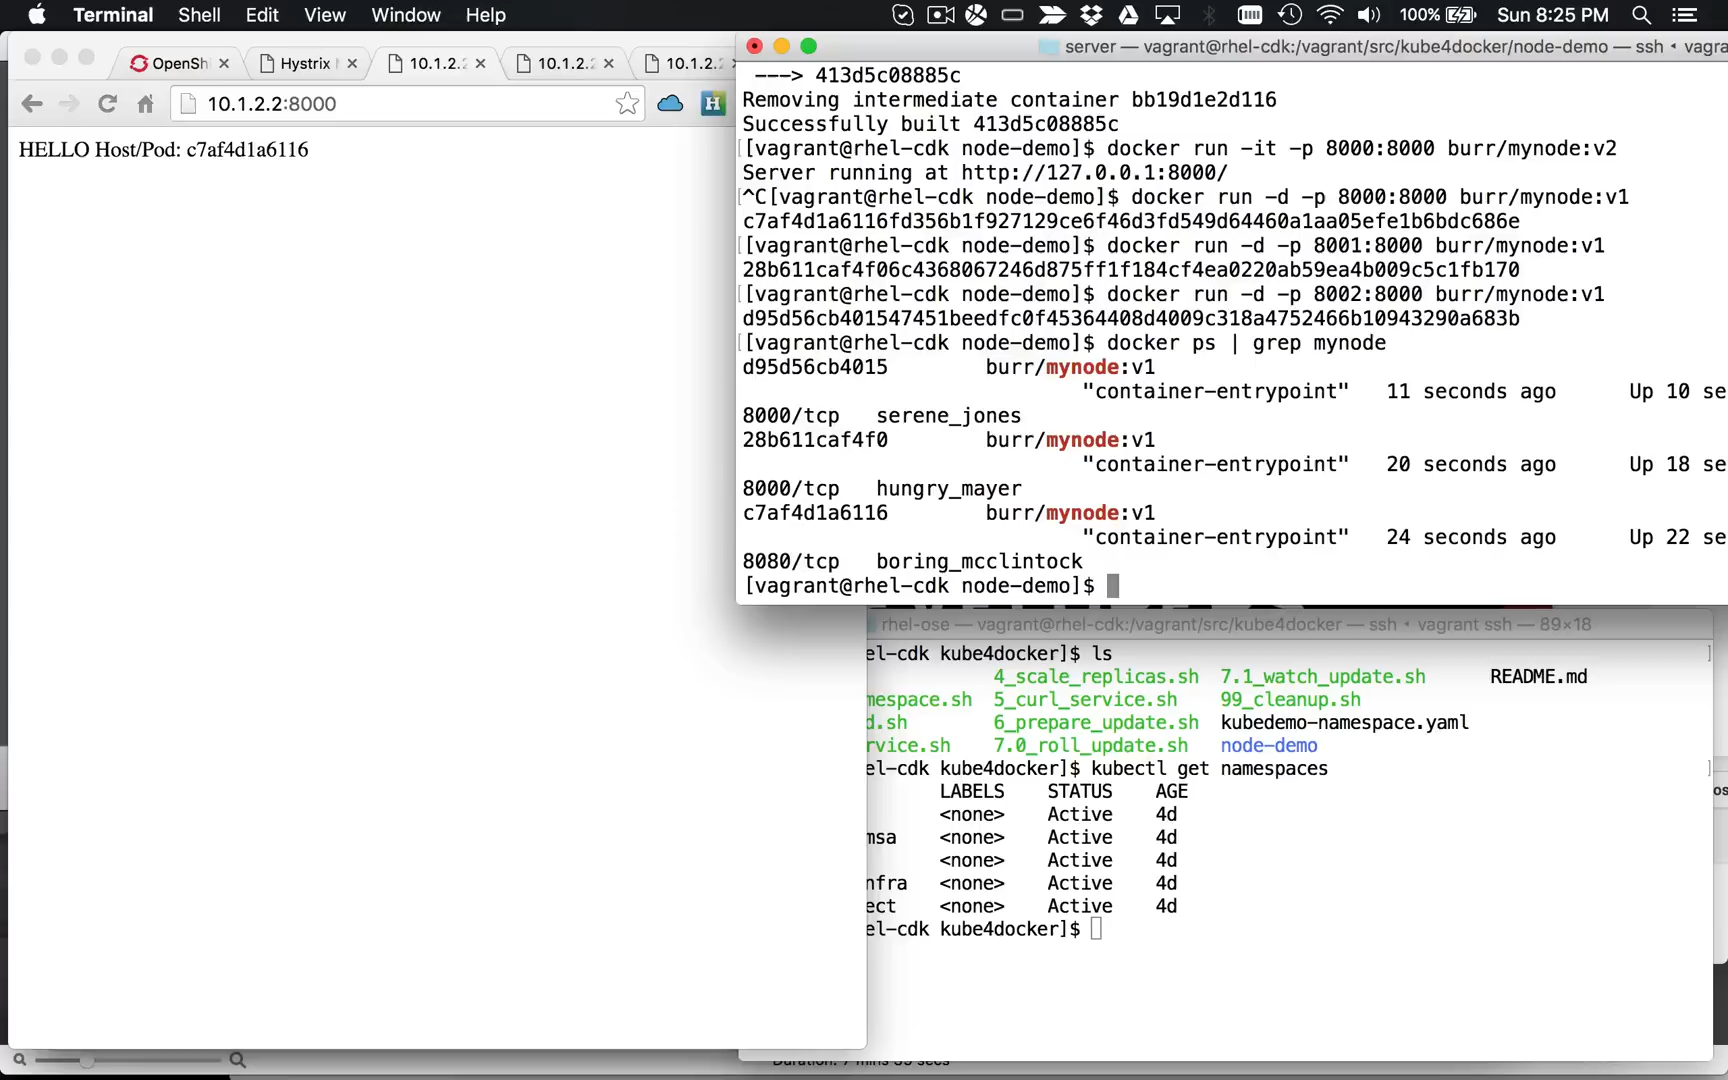 Terminal Shell Edit View Window Help 100% Sun 8:25 PM
OpenSh Hystrix 10.1.2.2: 10.1.2. 10.1.2.
10.1.2.2:8000
H
HELLO Host/Pod: c7af4d1a6116
server — vagrant@rhel-cdk:/vagrant/src/kube4docker/node-demo — ssh • vagra
---> 413d5c08885c
Removing intermediate container bb19d1e2d116
Successfully built 413d5c08885c
[[vagrant@rhel-cdk node-demo]$ docker run -it -p 8000:8000 burr/mynode:v2
Server running at http://127.0.0.1:8000/
^C[vagrant@rhel-cdk node-demo]$ docker run -d -p 8000:8000 burr/mynode:v1
c7af4d1a6116fd356b1f927129ce6f46d3fd549d64460a1aa05efe1b6bdc686e
[[vagrant@rhel-cdk node-demo]$ docker run -d -p 8001:8000 burr/mynode:v1
28b611caf4f06c4368067246d875ff1f184cf4ea0220ab59ea4b009c5c1fb170
[[vagrant@rhel-cdk node-demo]$ docker run -d -p 8002:8000 burr/mynode:v1
d95d56cb401547451beedfc0f45364408d4009c318a4752466b10943290a683b
[[vagrant@rhel-cdk node-demo]$ docker ps | grep mynode
d95d56cb4015 burr/mynode:v1
"container-entrypoint" 11 seconds ago Up 10 se
8000/tcp serene_jones
28b611caf4f0 burr/mynode:v1
"container-entrypoint" 20 seconds ago Up 18 se
8000/tcp hungry_mayer
c7af4d1a6116 burr/mynode:v1
"container-entrypoint" 24 seconds ago Up 22 se
8080/tcp boring_mcclintock
[vagrant@rhel-cdk node-demo]$
rhel-ose — vagrant@rhel-cdk:/vagrant/src/kube4docker — ssh • vagrant ssh — 89×18
el-cdk kube4docker]$ ls
4_scale_replicas.sh 7.1_watch_update.sh README.md
mespace.sh 5_curl_service.sh 99_cleanup.sh
d.sh 6_prepare_update.sh kubedemo-namespace.yaml
rvice.sh 7.0_roll_update.sh node-demo
el-cdk kube4docker]$ kubectl get namespaces
LABELS STATUS AGE
<none> Active 4d
msa <none> Active 4d
<none> Active 4d
nfra <none> Active 4d
ect <none> Active 4d
el-cdk kube4docker]$